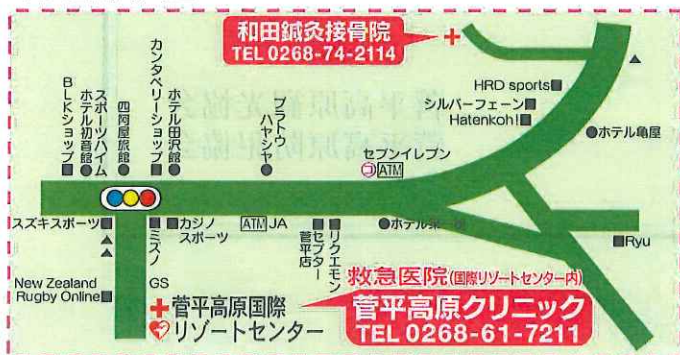 和田鍼灸接骨院
TEL 0268-74-2114
HRD sports
シルバーフェーン
Hatenkoh!
ホテル亀屋
BLKショップ
ホテル初音館
スポーツハイム
四阿屋旅館
カンタベリーショップ
ホテル田沢館
プラトウ
ハヤシヤ
セブンイレブン
ATM
スズキスポーツ
ミズノ
カジノ
スポーツ
ATM JA
セプター
菅平店
リクエモン
Ryu
New Zealand
Rugby Online
GS
菅平高原国際
リゾートセンター
救急医院(国際リゾートセンター内)
菅平高原クリニック
TEL 0268-61-7211